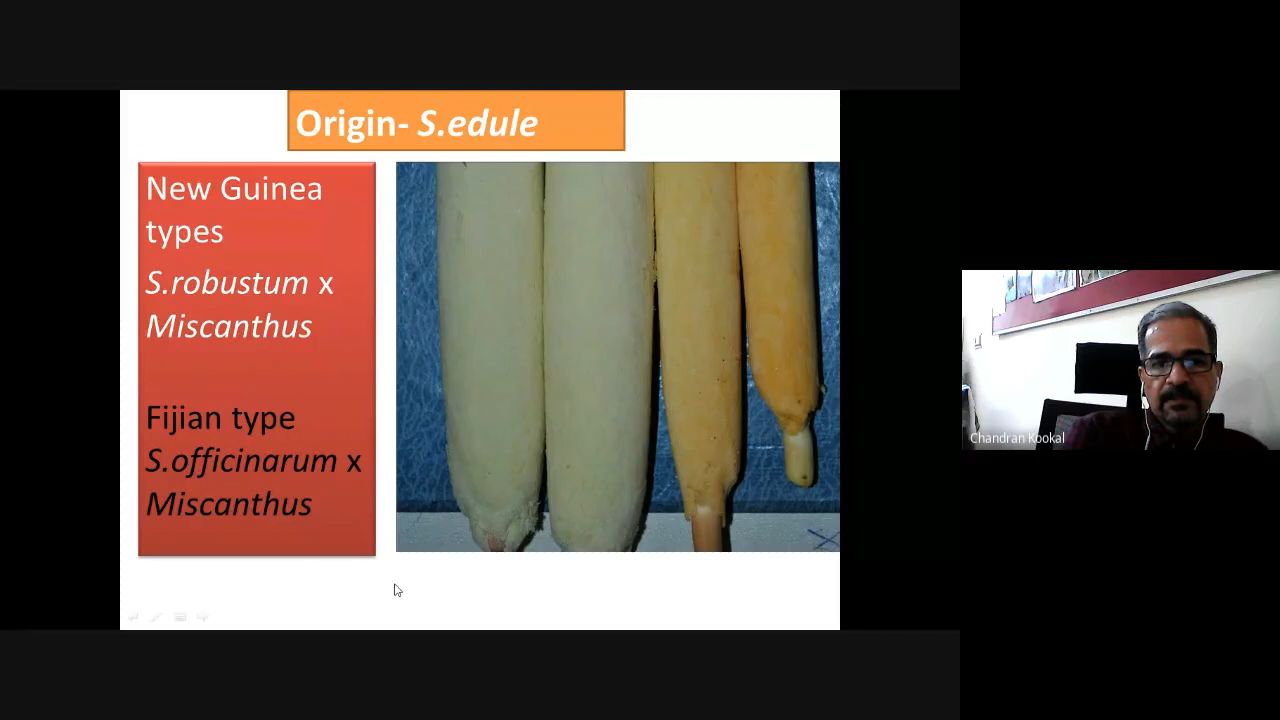 Origin- S.edule
New Guinea
types
S.robustum x
Miscanthus
Fijian type
S.officinarum x
Miscanthus
Chandran Kookal